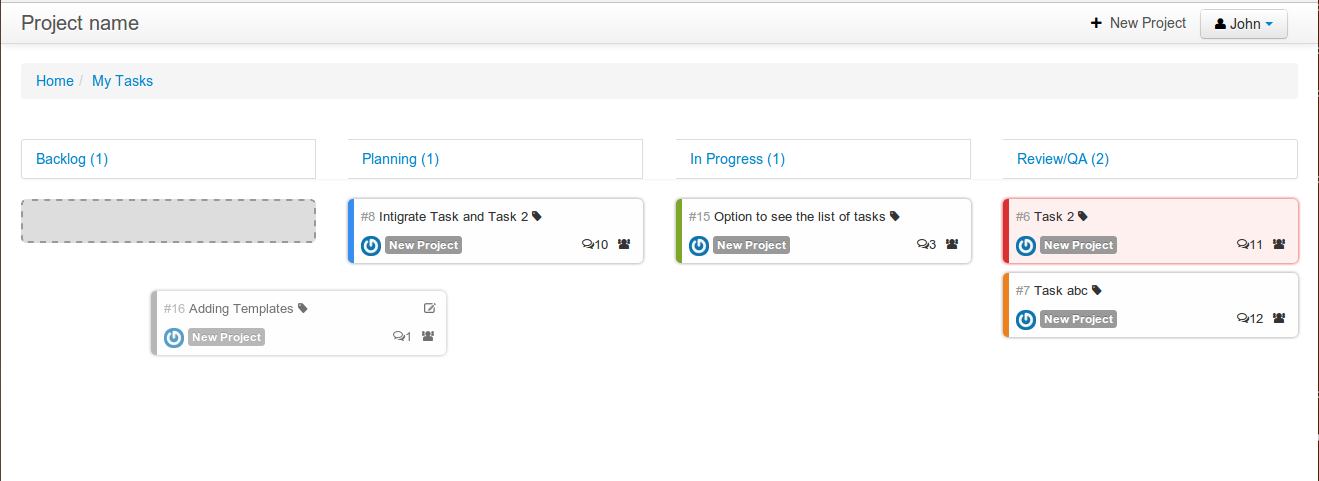 Project name
New Project
John
Home / My Tasks
Backlog (1)
Planning (1)
In Progress (1)
Review/QA (2)
#8 Intigrate Task and Task 2
New Project
10
#15 Option to see the list of tasks
New Project
3
#6 Task 2
New Project
11
#7 Task abc
New Project
12
#16 Adding Templates
New Project
1